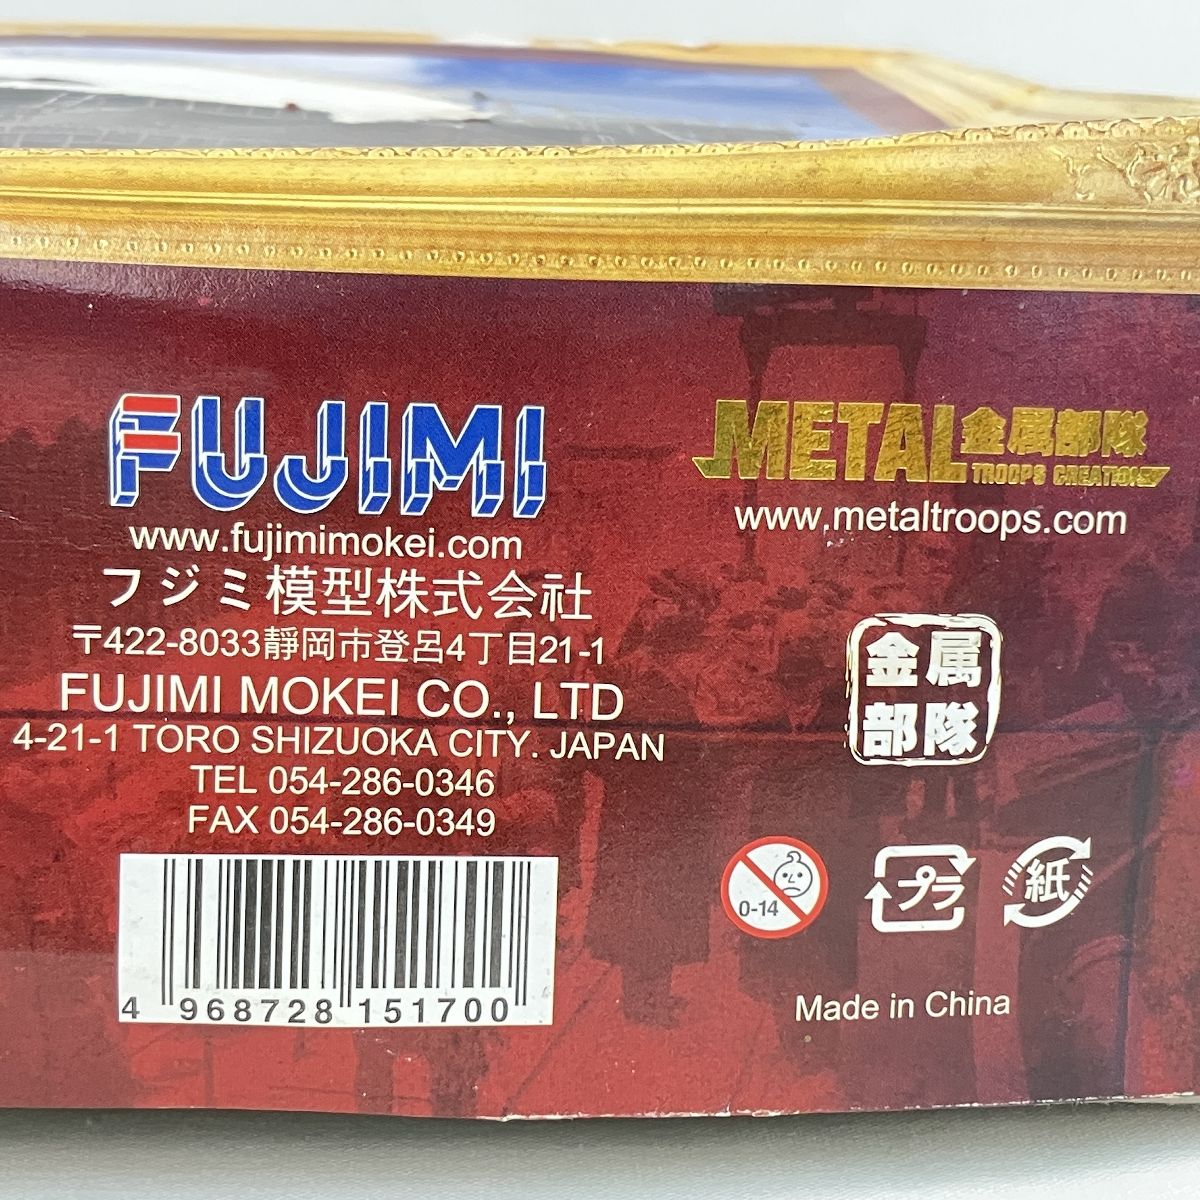 FUJIMI
www.fujimimokei.com
フジミ模型株式会社
〒422-8033靜岡市登呂4丁目21-1
FUJIMI MOKEI CO., LTD
4-21-1 TORO SHIZUOKA CITY. JAPAN
TEL 054-286-0346
FAX 054-286-0349
4 968728 151700
METAL金属部隊
TROOPS CREATION
www.metaltroops.com
金属
部隊
0-14
プラ
紙
Made in China